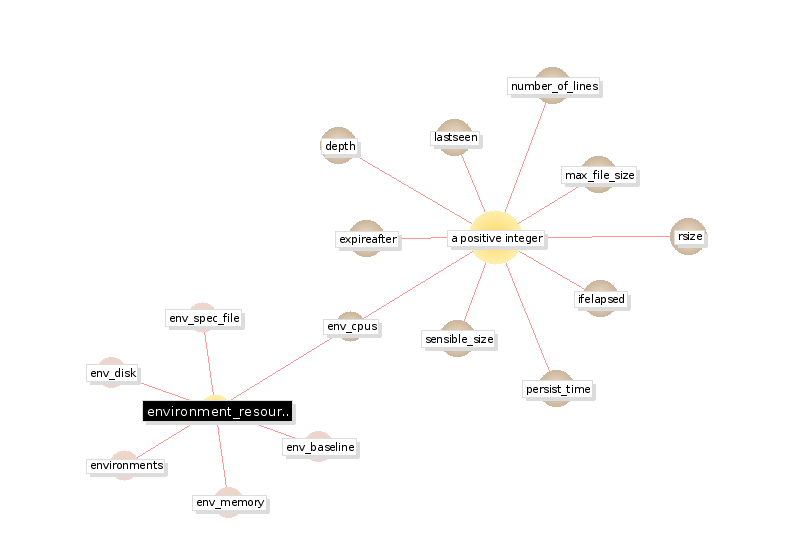 number_of_lines
lastseen
depth
max_file_size
expireafter
a positive integer
rsize
ifelapsed
env_spec_file
env_cpus
sensible_size
env_disk
persist_time
environment_resour..
env_baseline
environments
env_memory